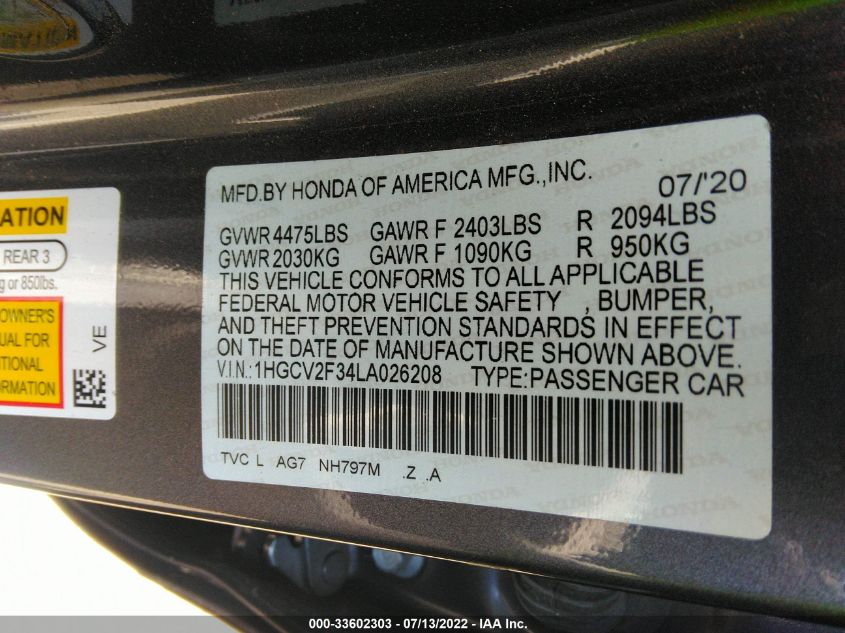 MFD.BY HONDA OF AMERICA MFG.,INC. 07/'20
GVWR 4475LBS GAWR F 2403LBS R 2094LBS
GVWR 2030KG GAWR F 1090KG R 950KG
THIS VEHICLE CONFORMS TO ALL APPLICABLE
FEDERAL MOTOR VEHICLE SAFETY , BUMPER,
AND THEFT PREVENTION STANDARDS IN EFFECT
ON THE DATE OF MANUFACTURE SHOWN ABOVE.
V.I.N.:1HGCV2F34LA026208 TYPE:PASSENGER CAR
TVC L AG7 NH797M .Z .A
REAR 3
or 850lbs.
OWNER'S
FOR
VE
HONDA
000-33602303 - 07/13/2022 - IAA Inc.